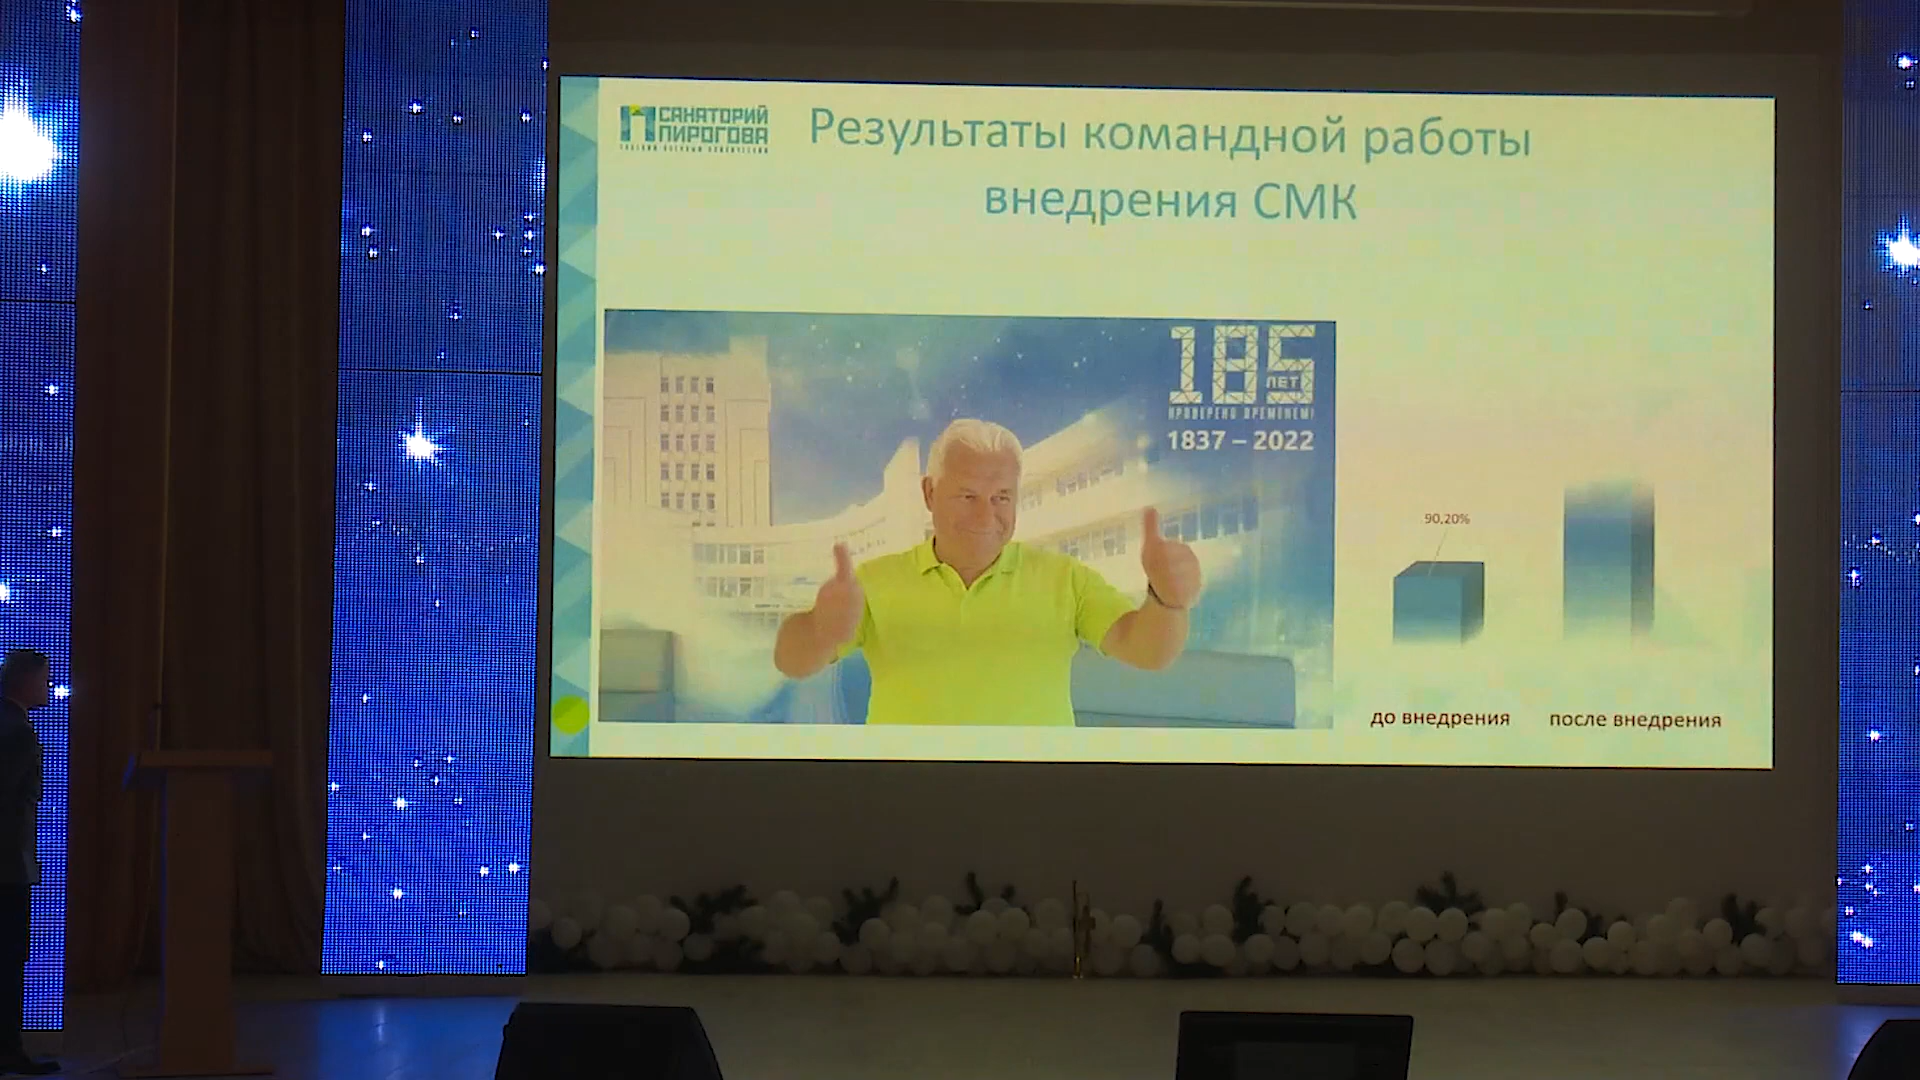 САНАТОРИЙ
ПИРОГОВА
Результаты командной работы
внедрения СМК
185
ЛЕТ
ПРОВЕРЕНО ВРЕМЕНЕМ!
1837 – 2022
90,20%
до внедрения
после внедрения